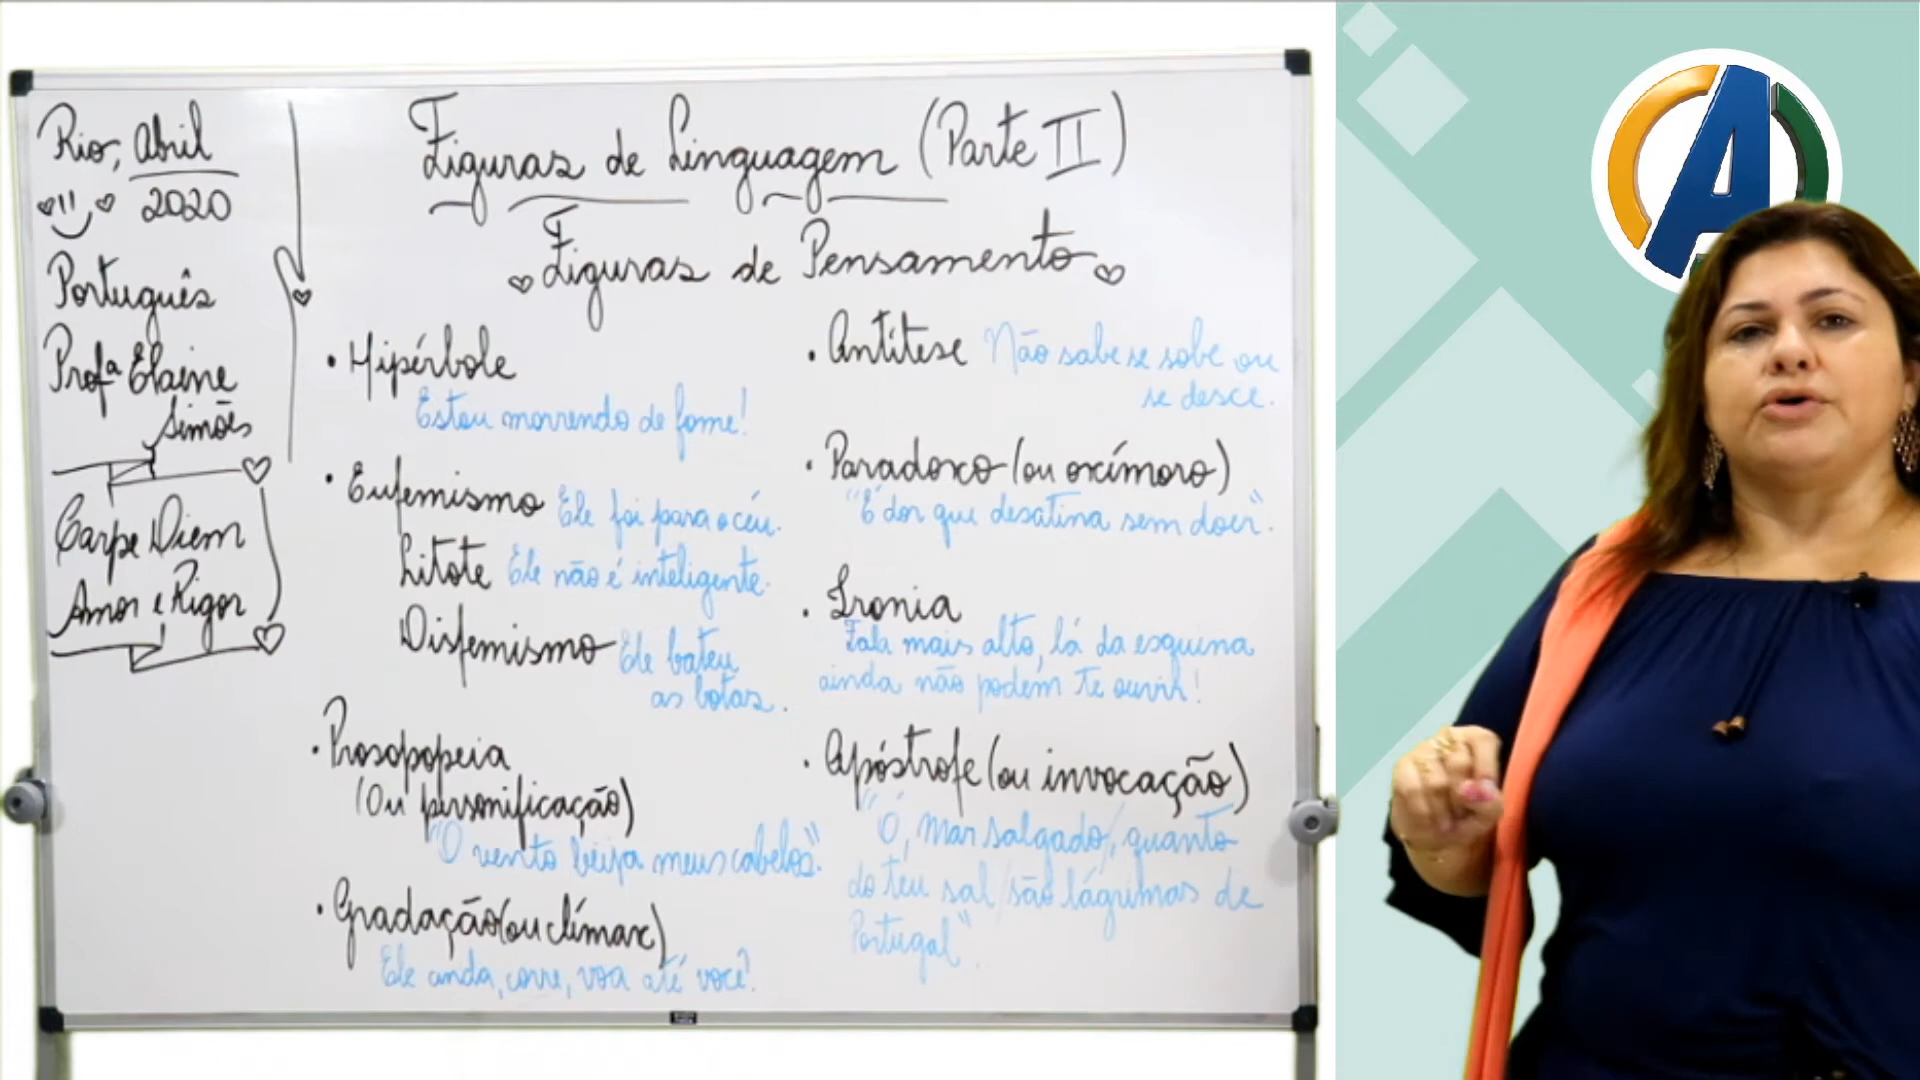 Rio, Abril
2020
Português
Profª Elaine
Simões
Carpe Diem
Amor e Rigor
Figuras de Linguagem (Parte II)
Figuras de Pensamento
• Hipérbole
Estou morrendo de fome!
• Eufemismo Ele foi para o céu.
Litote Ele não é inteligente.
Disfemismo Ele bateu
as botas.
• Prosopopeia
(Ou personificação)
"O vento beija meus cabelos".
• Gradação (ou clímax)
Ele anda, corre, voa até você!
• Antítese Não sabe se sobe ou
se desce.
• Paradoxo (ou oxímoro)
"É dor que desatina sem doer".
• Ironia
Fala mais alto, lá da esquina
ainda não podem te ouvir!
• Apóstrofe (ou invocação)
"Ó, mar salgado/, quanto
do teu sal/são lágrimas de
Portugal".
A